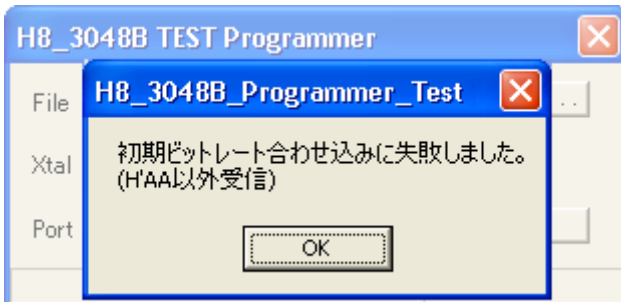 H8_3048B TEST Programmer
H8_3048B_Programmer_Test
File
. .
初期ビットレート合わせ込みに失敗しました。
(H'AA以外受信)
Xtal
Port
OK